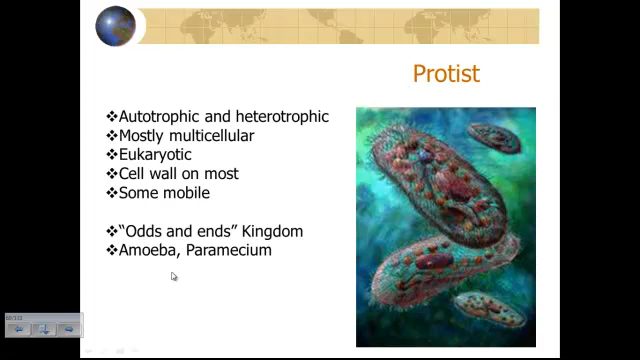 Protist
❖Autotrophic and heterotrophic
❖Mostly multicellular
❖Eukaryotic
❖Cell wall on most
❖Some mobile
❖“Odds and ends” Kingdom
❖Amoeba, Paramecium